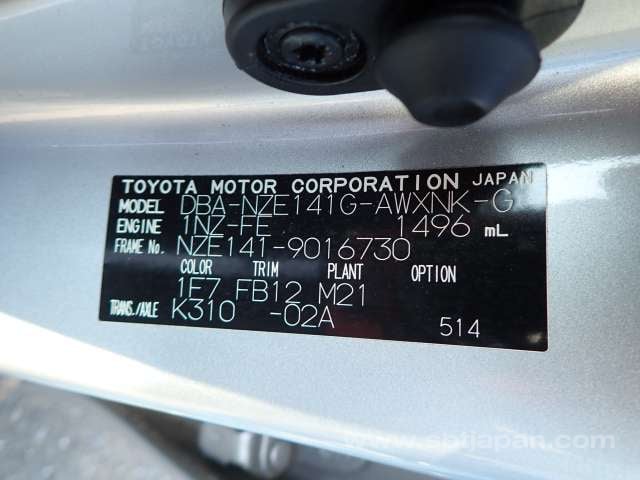 TOYOTA MOTOR CORPORATION JAPAN
MODEL DBA-NZE141G-AWXNK-G
ENGINE 1NZ-FE 1496 mL
FRAME No. NZE141-9016730
COLOR TRIM PLANT OPTION
1F7 FB12 M21
TRANS./AXLE K310 -02A
514
www.sbtjapan.com